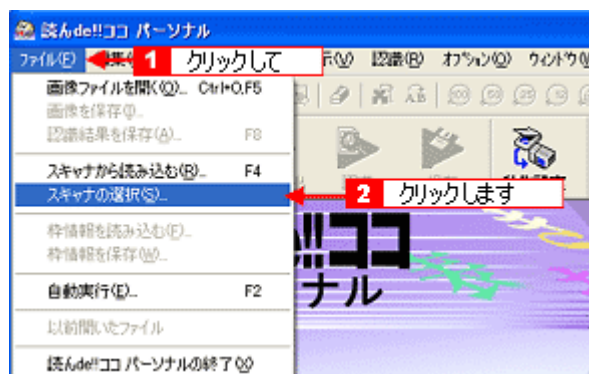 読んde!!ココ パーソナル
ファイル(F) 1 クリックして 示(V) 認識(R) オプション(O) ウィンドウ(W
画像ファイルを開く(O)... Ctrl+O,F5
画像を保存(I)...
認識結果を保存(A)... F8
スキャナから読み込む(R)... F4
スキャナの選択(S)... 2 クリックします
枠情報を読み込む(F)...
枠情報を保存(W)...
自動実行(E)... F2
以前開いたファイル
読んde!!ココ パーソナルの終了(X)
!!ココ
ナル